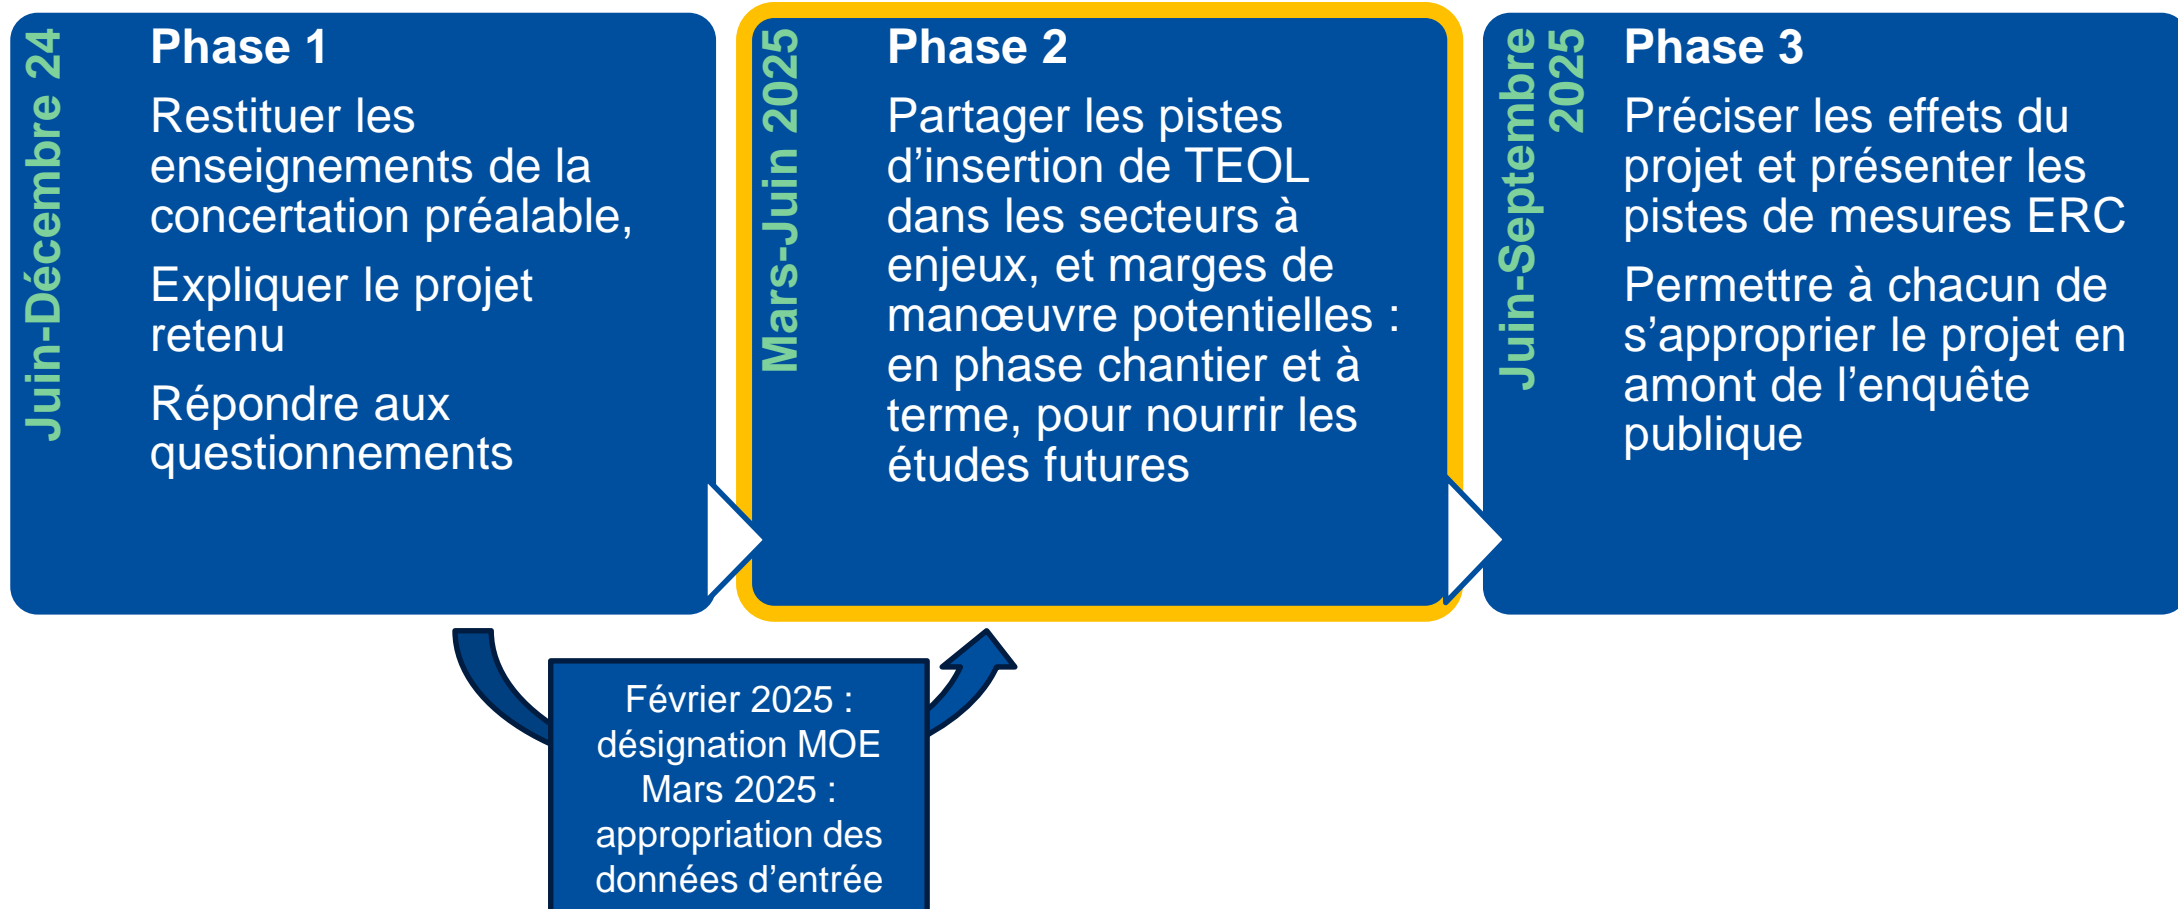 Juin-Décembre 24
Phase 1
Restituer les
enseignements de la
concertation préalable,
Expliquer le projet
retenu
Répondre aux
questionnements
Mars-Juin 2025
Phase 2
Partager les pistes
d’insertion de TEOL
dans les secteurs à
enjeux, et marges de
manœuvre potentielles :
en phase chantier et à
terme, pour nourrir les
études futures
Juin-Septembre
2025
Phase 3
Préciser les effets du
projet et présenter les
pistes de mesures ERC
Permettre à chacun de
s’approprier le projet en
amont de l’enquête
publique
Février 2025 :
désignation MOE
Mars 2025 :
appropriation des
données d’entrée